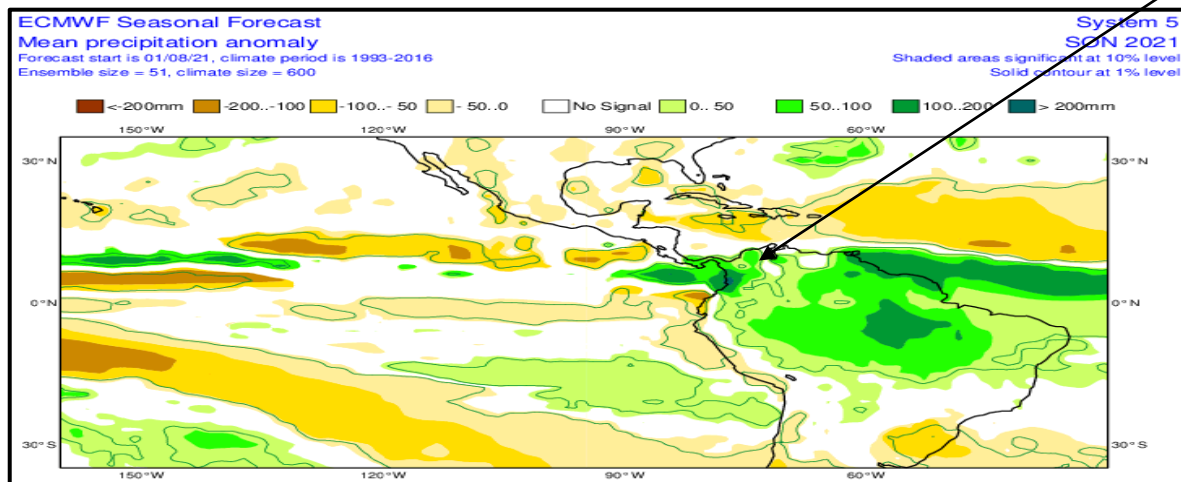 ECMWF Seasonal Forecast System 5
Mean precipitation anomaly SON 2021
Forecast start is 01/08/21, climate period is 1993-2016 Shaded areas significant at 10% level
Ensemble size = 51, climate size = 600 Solid contour at 1% level
<-200mm -200..-100 -100..- 50 - 50..0 No Signal 0.. 50 50..100 100..200 > 200mm
150°W 120°W 90°W 60°W
30°N 30°N
0°N 0°N
30°S 30°S
150°W 120°W 90°W 60°W